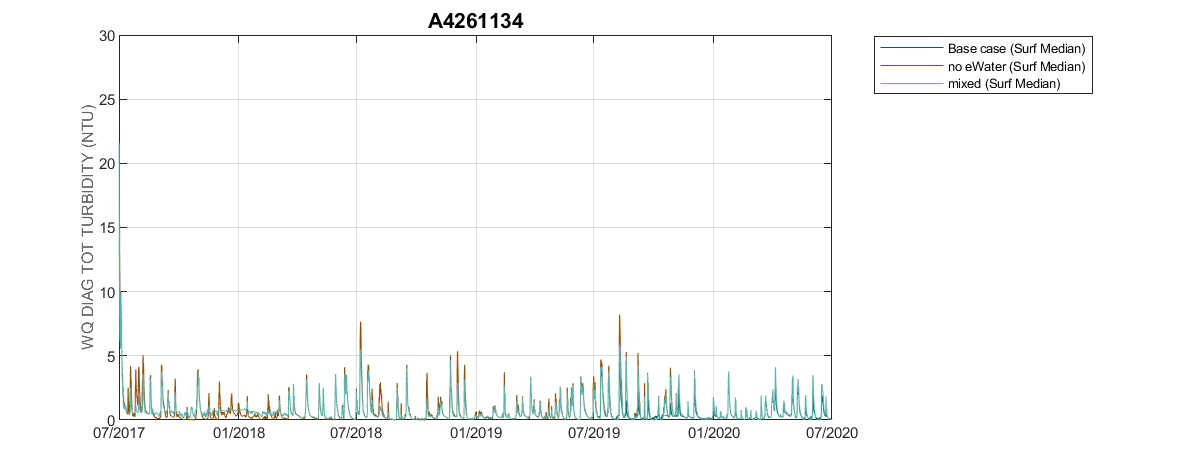 A4261134
30
25
20
15
10
5
0
WQ DIAG TOT TURBIDITY (NTU)
07/2017
01/2018
07/2018
01/2019
07/2019
01/2020
07/2020
Base case (Surf Median)
no eWater (Surf Median)
mixed (Surf Median)